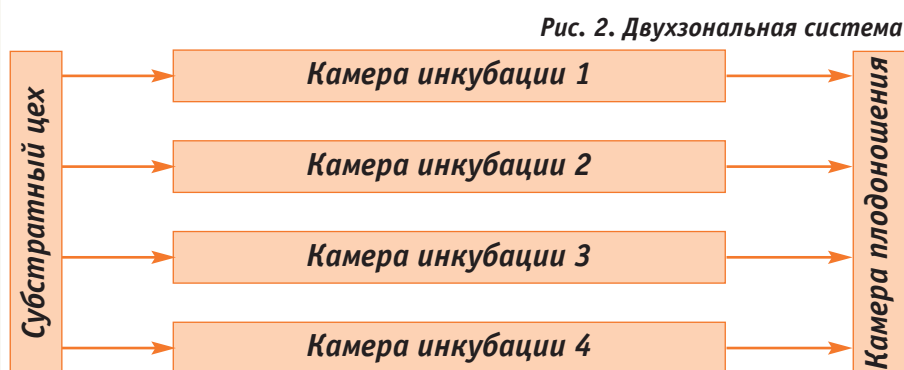 Рис. 2. Двухзональная система
Субстратный цех
Камера инкубации 1
Камера инкубации 2
Камера инкубации 3
Камера инкубации 4
Камера плодоношения